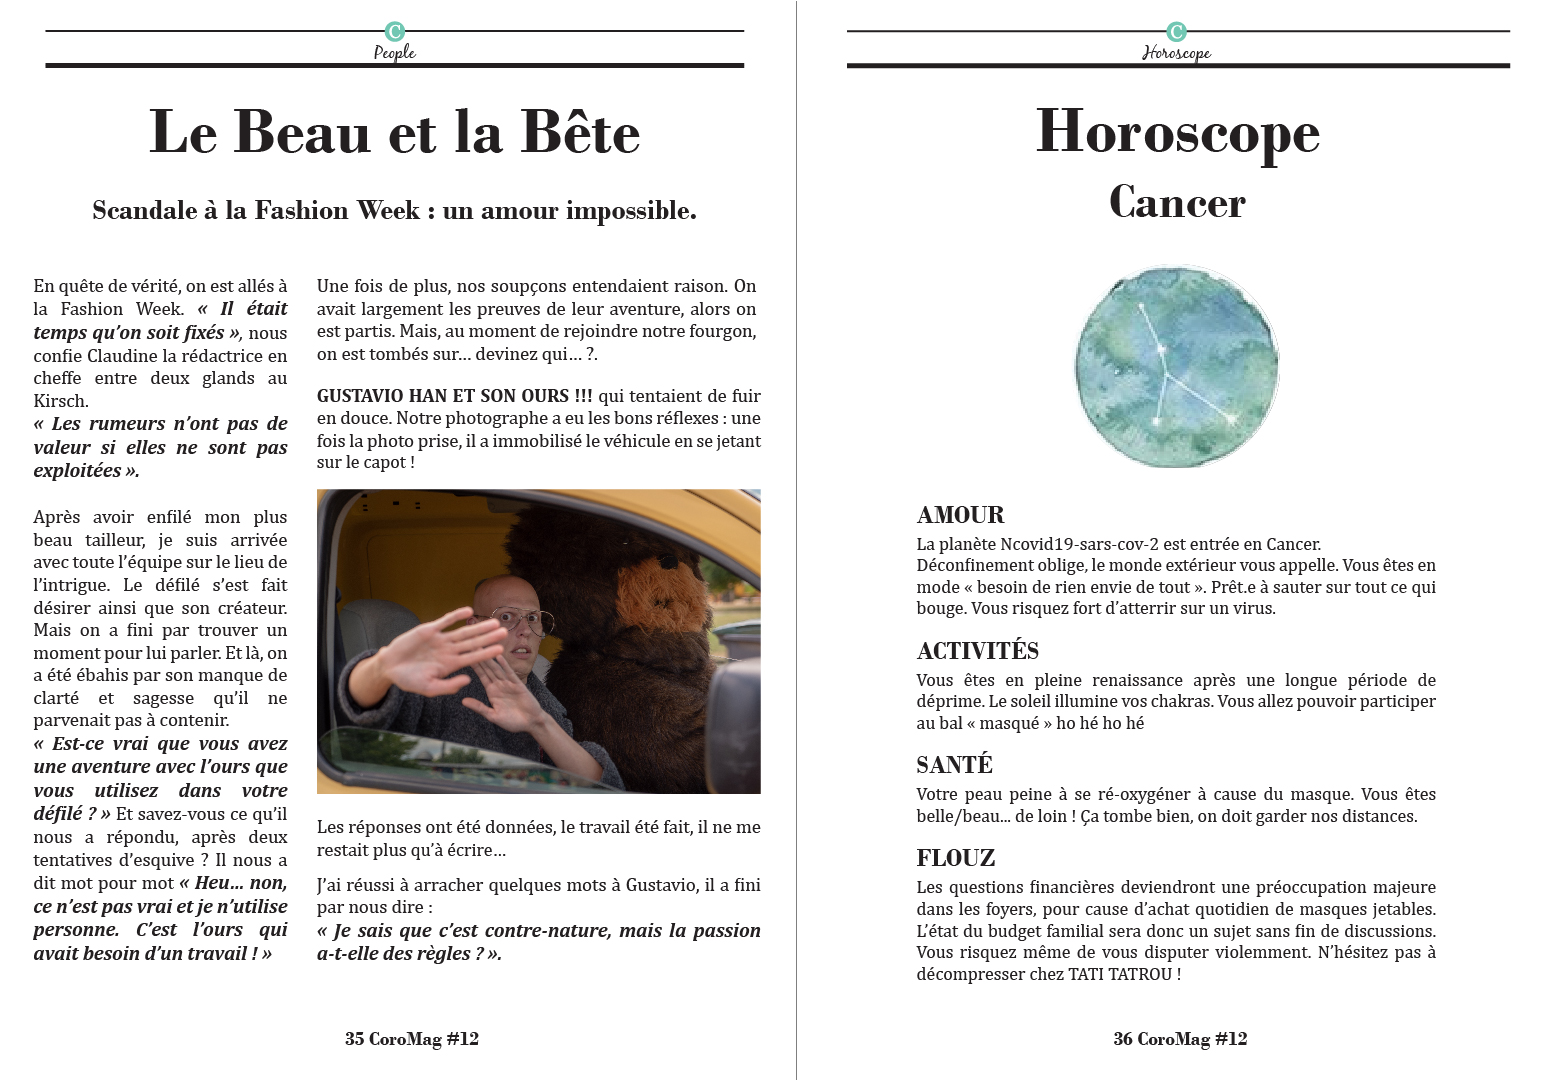 C
People
Le Beau et la Bête
Scandale à la Fashion Week : un amour impossible.
En quête de vérité, on est allés à
la Fashion Week. « Il était
temps qu’on soit fixés », nous
confie Claudine la rédactrice en
cheffe entre deux glands au
Kirsch.
« Les rumeurs n’ont pas de
valeur si elles ne sont pas
exploitées ».
Après avoir enfilé mon plus
beau tailleur, je suis arrivée
avec toute l’équipe sur le lieu de
l’intrigue. Le défilé s’est fait
désirer ainsi que son créateur.
Mais on a fini par trouver un
moment pour lui parler. Et là, on
a été ébahis par son manque de
clarté et sagesse qu’il ne
parvenait pas à contenir.
« Est-ce vrai que vous avez
une aventure avec l’ours que
vous utilisez dans votre
défilé ? » Et savez-vous ce qu’il
nous a répondu, après deux
tentatives d’esquive ? Il nous a
dit mot pour mot « Heu… non,
ce n’est pas vrai et je n’utilise
personne. C’est l’ours qui
avait besoin d’un travail ! »
Une fois de plus, nos soupçons entendaient raison. On
avait largement les preuves de leur aventure, alors on
est partis. Mais, au moment de rejoindre notre fourgon,
on est tombés sur… devinez qui… ?.
GUSTAVIO HAN ET SON OURS !!! qui tentaient de fuir
en douce. Notre photographe a eu les bons réflexes : une
fois la photo prise, il a immobilisé le véhicule en se jetant
sur le capot !
Les réponses ont été données, le travail été fait, il ne me
restait plus qu’à écrire…
J’ai réussi à arracher quelques mots à Gustavio, il a fini
par nous dire :
« Je sais que c’est contre-nature, mais la passion
a-t-elle des règles ? ».
35 CoroMag #12
C
Horoscope
Horoscope
Cancer
AMOUR
La planète Ncovid19-sars-cov-2 est entrée en Cancer.
Déconfinement oblige, le monde extérieur vous appelle. Vous êtes en
mode « besoin de rien envie de tout ». Prêt.e à sauter sur tout ce qui
bouge. Vous risquez fort d’atterrir sur un virus.
ACTIVITÉS
Vous êtes en pleine renaissance après une longue période de
déprime. Le soleil illumine vos chakras. Vous allez pouvoir participer
au bal « masqué » ho hé ho hé
SANTÉ
Votre peau peine à se ré-oxygéner à cause du masque. Vous êtes
belle/beau... de loin ! Ça tombe bien, on doit garder nos distances.
FLOUZ
Les questions financières deviendront une préoccupation majeure
dans les foyers, pour cause d’achat quotidien de masques jetables.
L’état du budget familial sera donc un sujet sans fin de discussions.
Vous risquez même de vous disputer violemment. N’hésitez pas à
décompresser chez TATI TATROU !
36 CoroMag #12